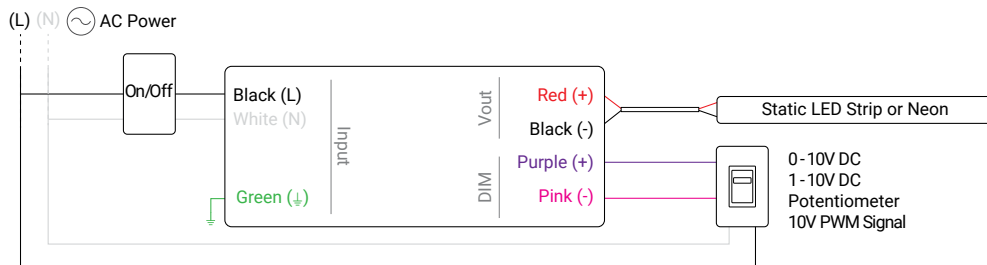 (L) (N) AC Power
On/Off
Black (L)
White (N)
Green (⏚)
Input
Vout
DIM
Red (+)
Black (-)
Purple (+)
Pink (-)
Static LED Strip or Neon
0-10V DC
1-10V DC
Potentiometer
10V PWM Signal